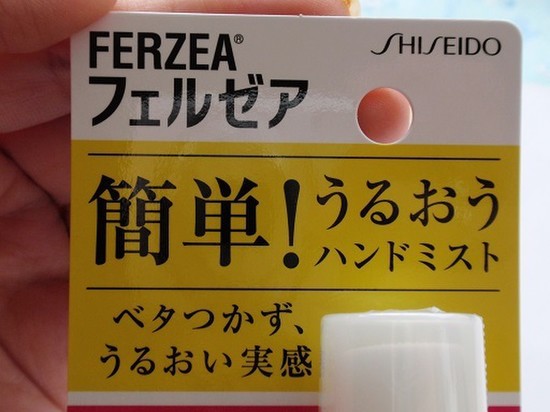 FERZEA®
SHISEIDO
フェルゼア
簡単!うるおう
ハンドミスト
ベタつかず、
うるおい実感